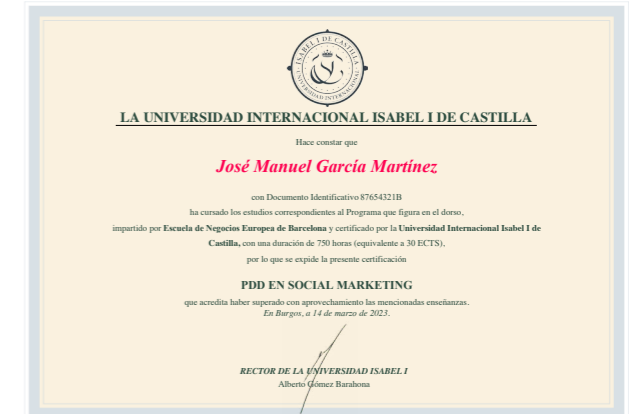 ISABEL I DE CASTILLA
UNIVERSIDAD INTERNACIONAL
LA UNIVERSIDAD INTERNACIONAL ISABEL I DE CASTILLA
Hace constar que
José Manuel García Martínez
con Documento Identificativo 87654321B
ha cursado los estudios correspondientes al Programa que figura en el dorso,
impartido por Escuela de Negocios Europea de Barcelona y certificado por la Universidad Internacional Isabel I de
Castilla, con una duración de 750 horas (equivalente a 30 ECTS),
por lo que se expide la presente certificación
PDD EN SOCIAL MARKETING
que acredita haber superado con aprovechamiento las mencionadas enseñanzas.
En Burgos, a 14 de marzo de 2023.
RECTOR DE LA UNIVERSIDAD ISABEL I
Alberto Gómez Barahona